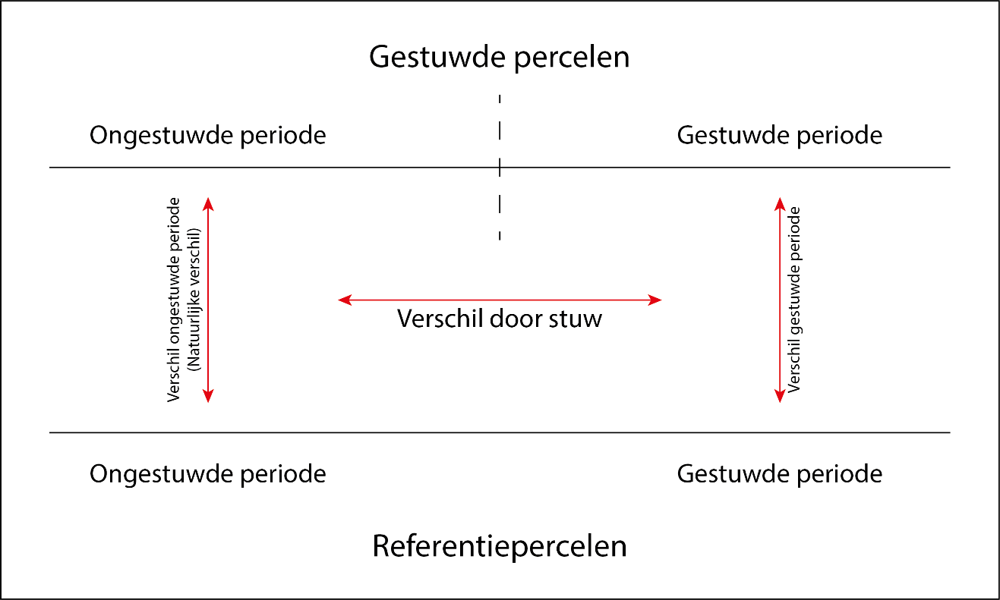 Gestuwde percelen
Ongestuwde periode
Gestuwde periode
Verschil ongestuwde periode
(Natuurlijke verschil)
Verschil door stuw
Verschil gestuwde periode
Ongestuwde periode
Gestuwde periode
Referentiepercelen